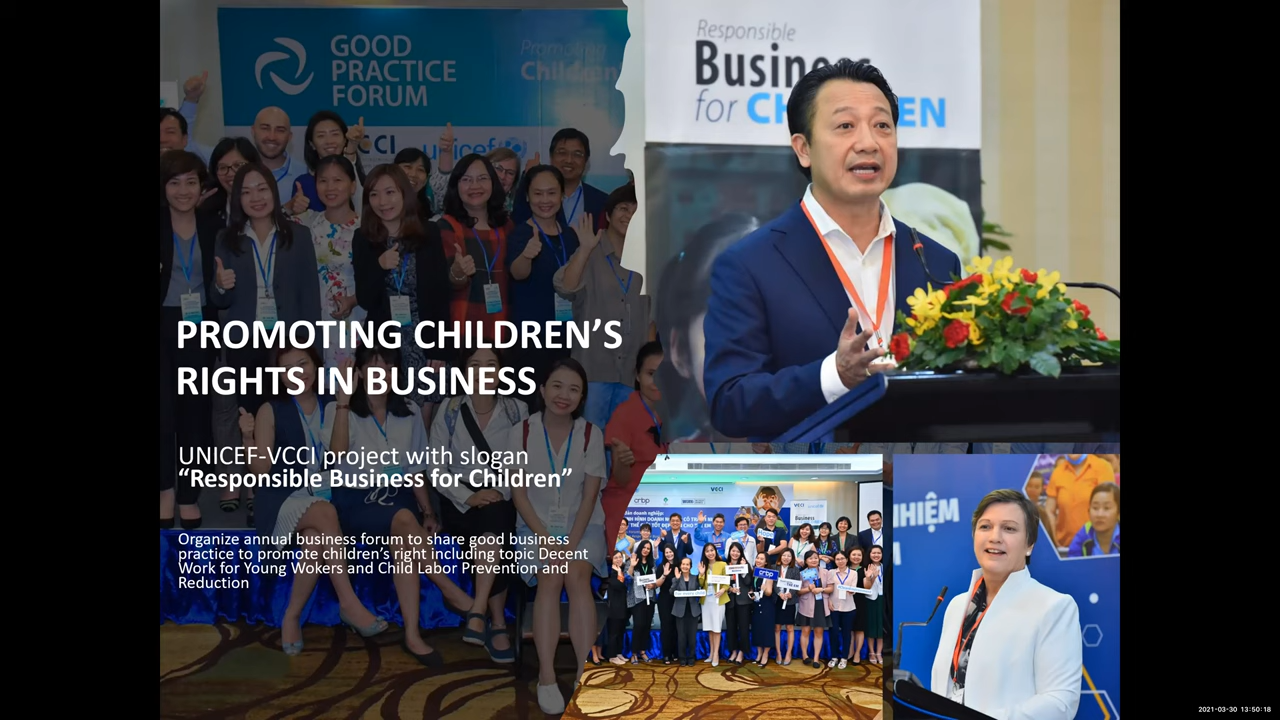 GOOD
PRACTICE
FORUM
Promoting
Children
VCCI
unicef
Responsible
Business
for CH EN
PROMOTING CHILDREN'S
RIGHTS IN BUSINESS
UNICEF-VCCI project with slogan
“Responsible Business for Children”
Organize annual business forum to share good business
practice to promote children's right including topic Decent
Work for Young Wokers and Child Labor Prevention and
Reduction
crbp
VCCI
Business
NHIỆM
2021-03-30 13:50:18